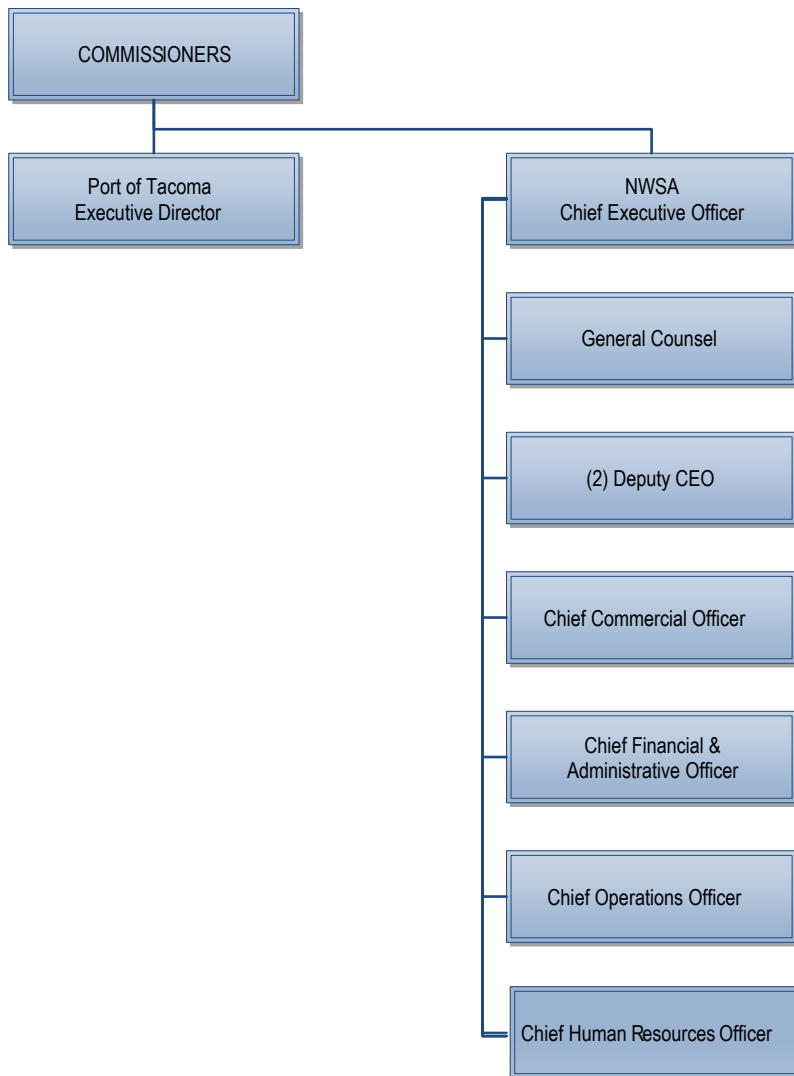 COMMISSIONERS
Port of Tacoma
Executive Director
NWSA
Chief Executive Officer
General Counsel
(2) Deputy CEO
Chief Commercial Officer
Chief Financial &
Administrative Officer
Chief Operations Officer
Chief Human Resources Officer